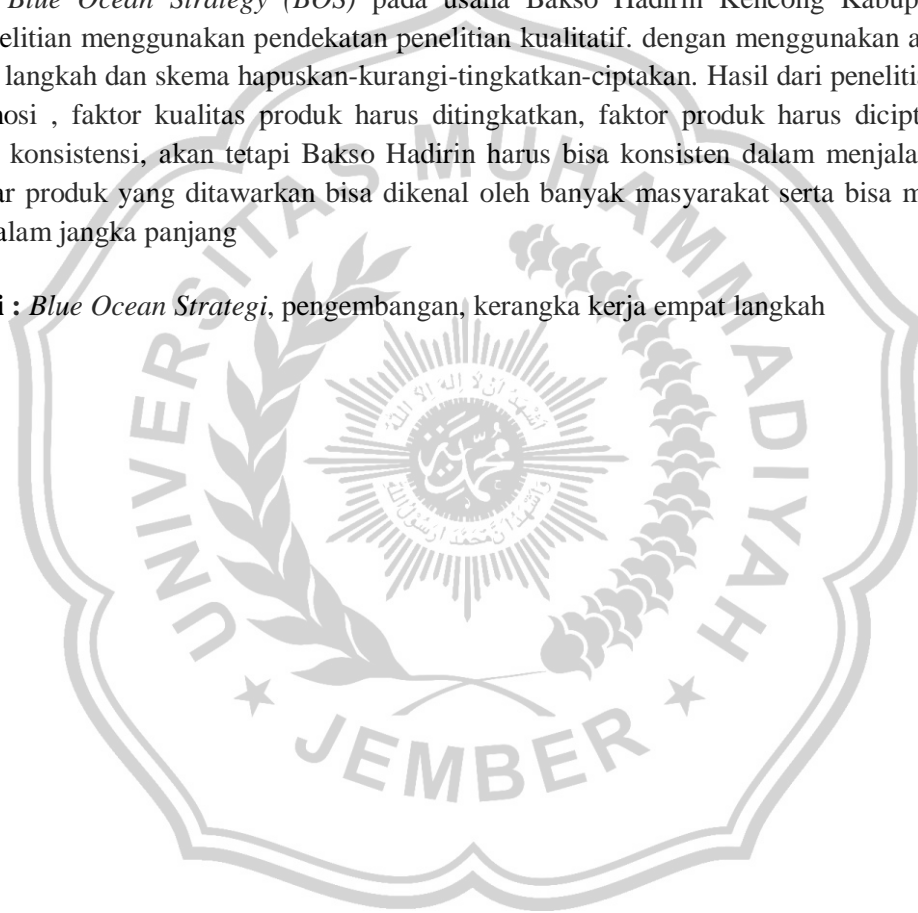 Blue Ocean Strategy (BOS) pada usaha Bakso Hadirin Kencong
elitian menggunakan pendekatan penelitian kualitatif. dengan menggunakan a
langkah dan skema hapuskan-kurangi-tingkatkan-ciptakan. Hasil dari peneliti
nosi , faktor kualitas produk harus ditingkatkan, faktor produk harus dicipt
konsistensi, akan tetapi Bakso Hadirin harus bisa konsisten dalam menjala
ar produk yang ditawarkan bisa dikenal oleh banyak masyarakat serta bisa m
alam jangka panjang
i : Blue Ocean Strategi, pengembangan, kerangka kerja empat langkah
UNIVERSITAS MUHAMMADIYAH
JEMBER